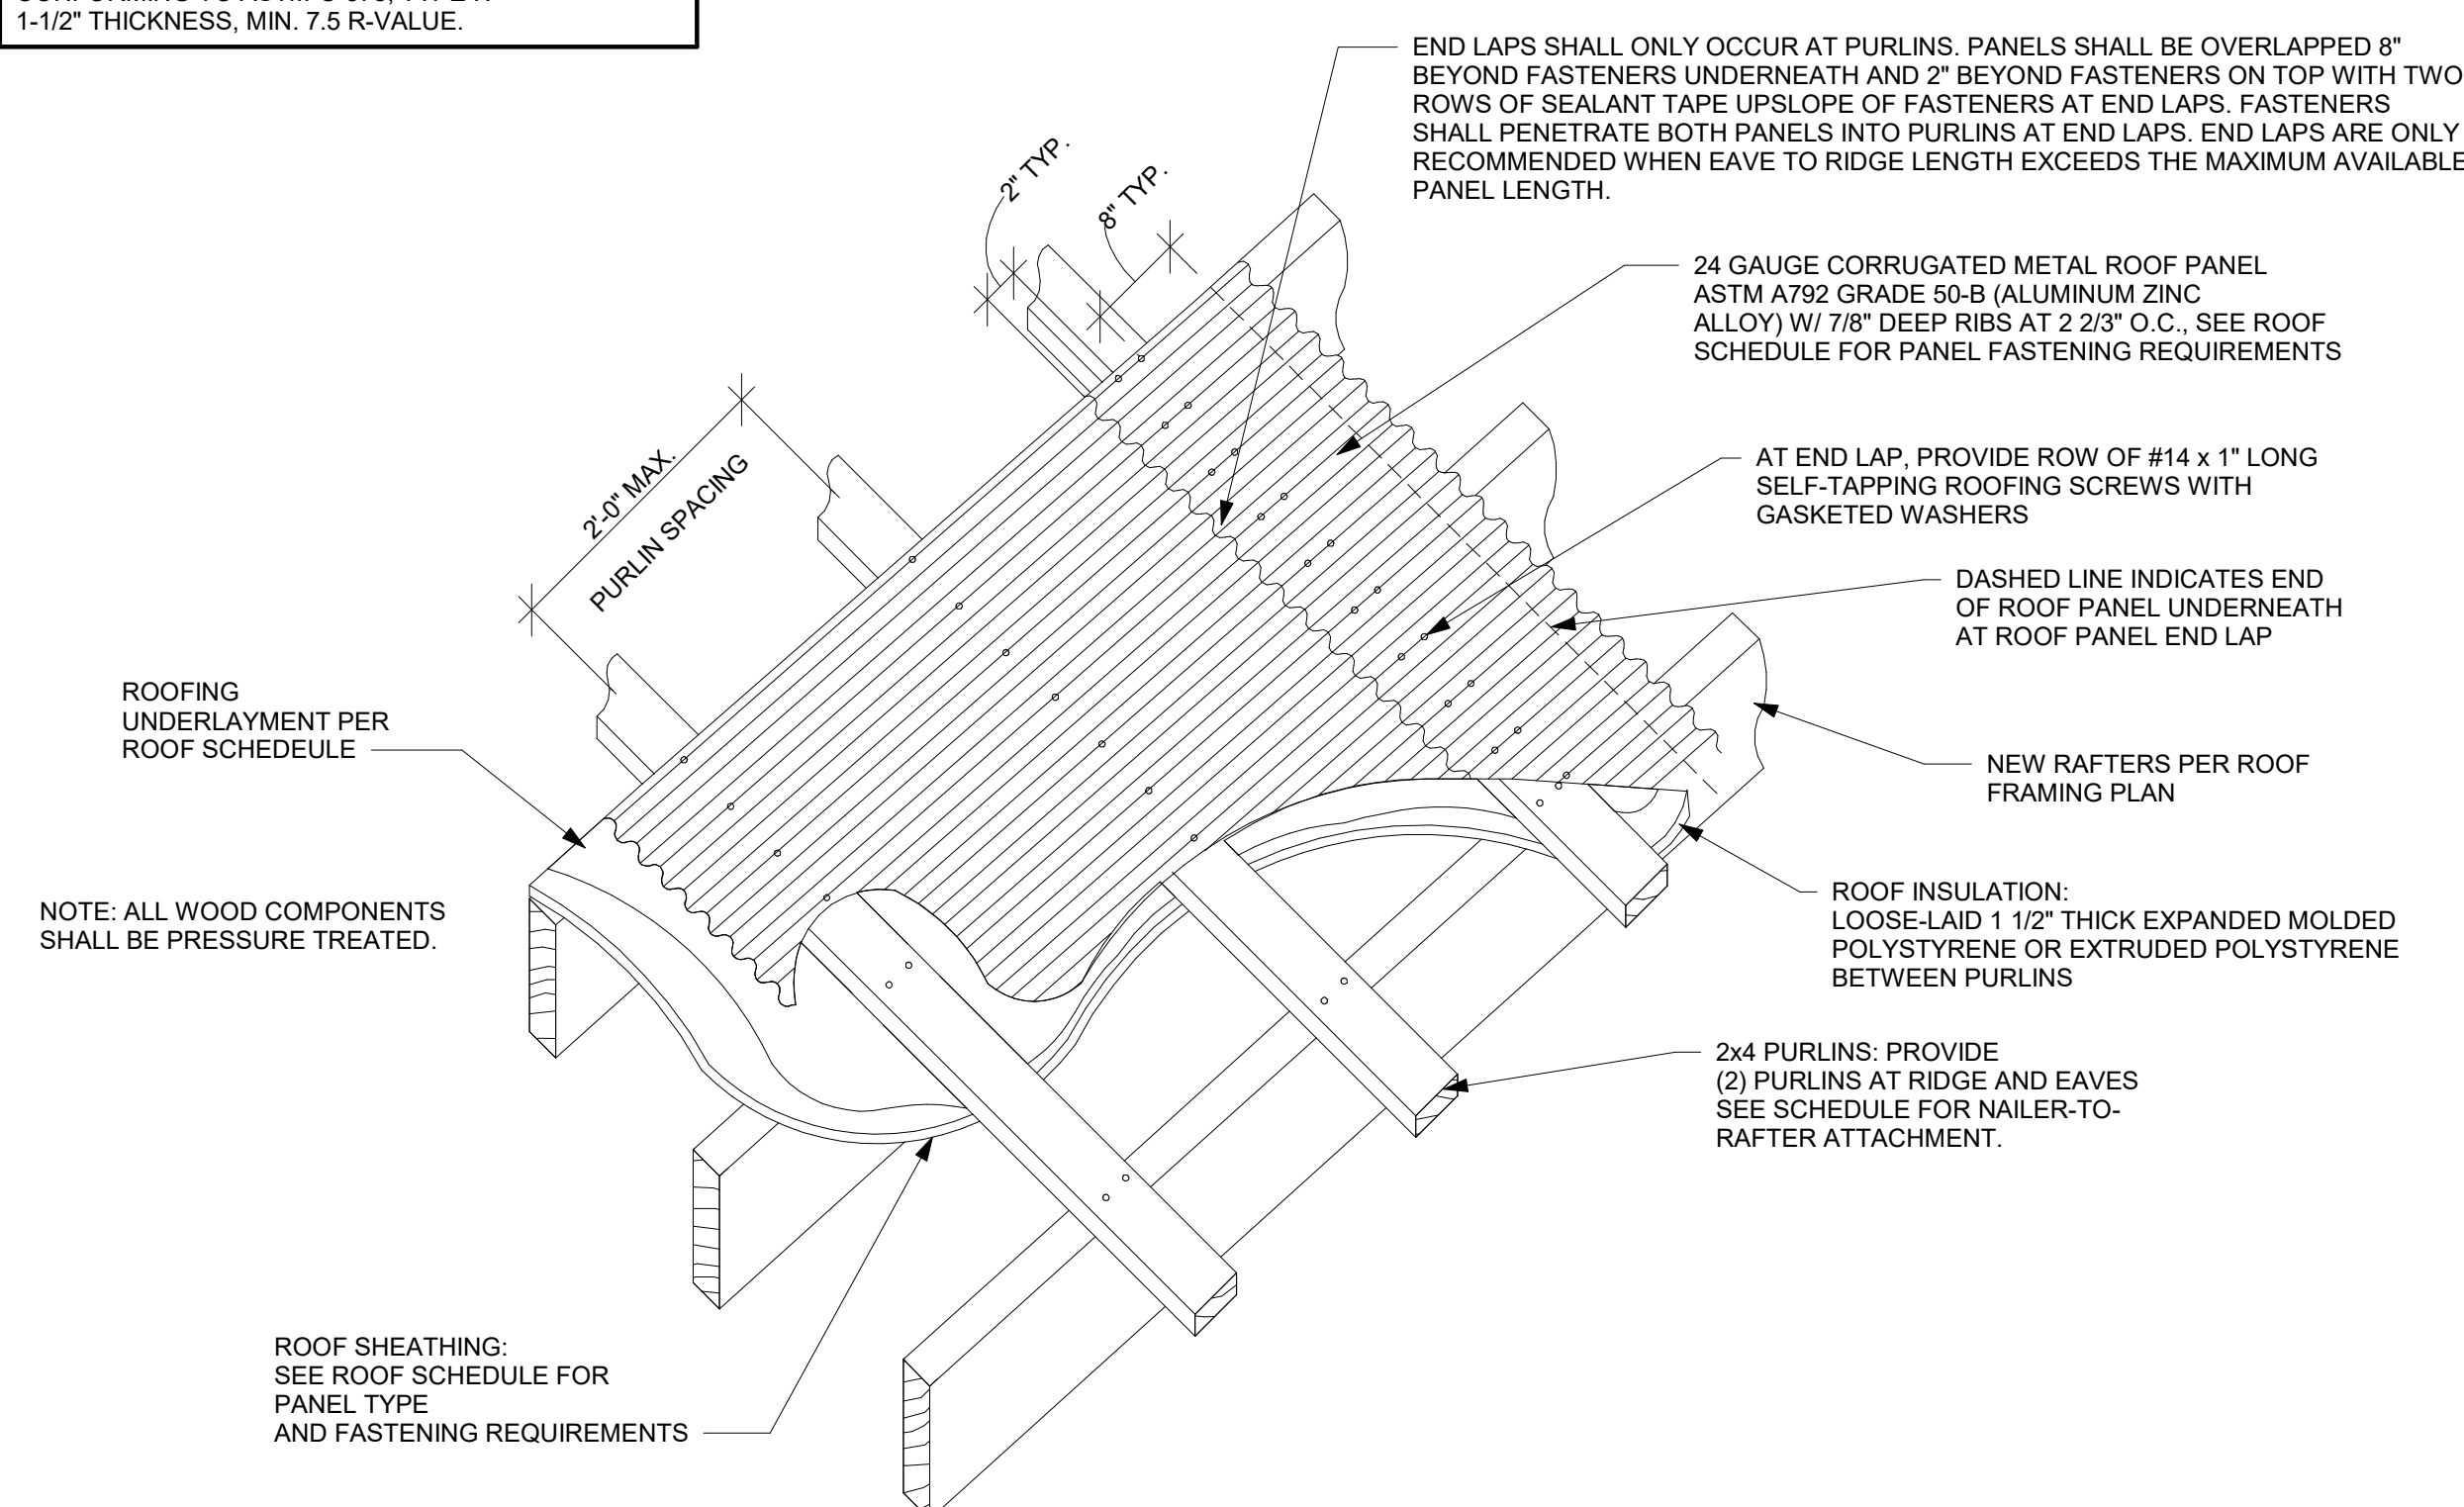 1-1/2" THICKNESS, MIN. 7.5 R-VALUE.
END LAPS SHALL ONLY OCCUR AT PURLINS. PANELS SHALL BE OVERLAPPED 8"
BEYOND FASTENERS UNDERNEATH AND 2" BEYOND FASTENERS ON TOP WITH TWO
ROWS OF SEALANT TAPE UPSLOPE OF FASTENERS AT END LAPS. FASTENERS
SHALL PENETRATE BOTH PANELS INTO PURLINS AT END LAPS. END LAPS ARE ONLY
RECOMMENDED WHEN EAVE TO RIDGE LENGTH EXCEEDS THE MAXIMUM AVAILABLE
PANEL LENGTH.
2" TYP.
8" TYP.
24 GAUGE CORRUGATED METAL ROOF PANEL
ASTM A792 GRADE 50-B (ALUMINUM ZINC
ALLOY) W/ 7/8" DEEP RIBS AT 2 2/3" O.C., SEE ROOF
SCHEDULE FOR PANEL FASTENING REQUIREMENTS
AT END LAP, PROVIDE ROW OF #14 x 1" LONG
SELF-TAPPING ROOFING SCREWS WITH
GASKETED WASHERS
2'-0" MAX.
PURLIN SPACING
DASHED LINE INDICATES END
OF ROOF PANEL UNDERNEATH
AT ROOF PANEL END LAP
ROOFING
UNDERLAYMENT PER
ROOF SCHEDEULE
NEW RAFTERS PER ROOF
FRAMING PLAN
NOTE: ALL WOOD COMPONENTS
SHALL BE PRESSURE TREATED.
ROOF INSULATION:
LOOSE-LAID 1 1/2" THICK EXPANDED MOLDED
POLYSTYRENE OR EXTRUDED POLYSTYRENE
BETWEEN PURLINS
2x4 PURLINS: PROVIDE
(2) PURLINS AT RIDGE AND EAVES
SEE SCHEDULE FOR NAILER-TO-
RAFTER ATTACHMENT.
ROOF SHEATHING:
SEE ROOF SCHEDULE FOR
PANEL TYPE
AND FASTENING REQUIREMENTS